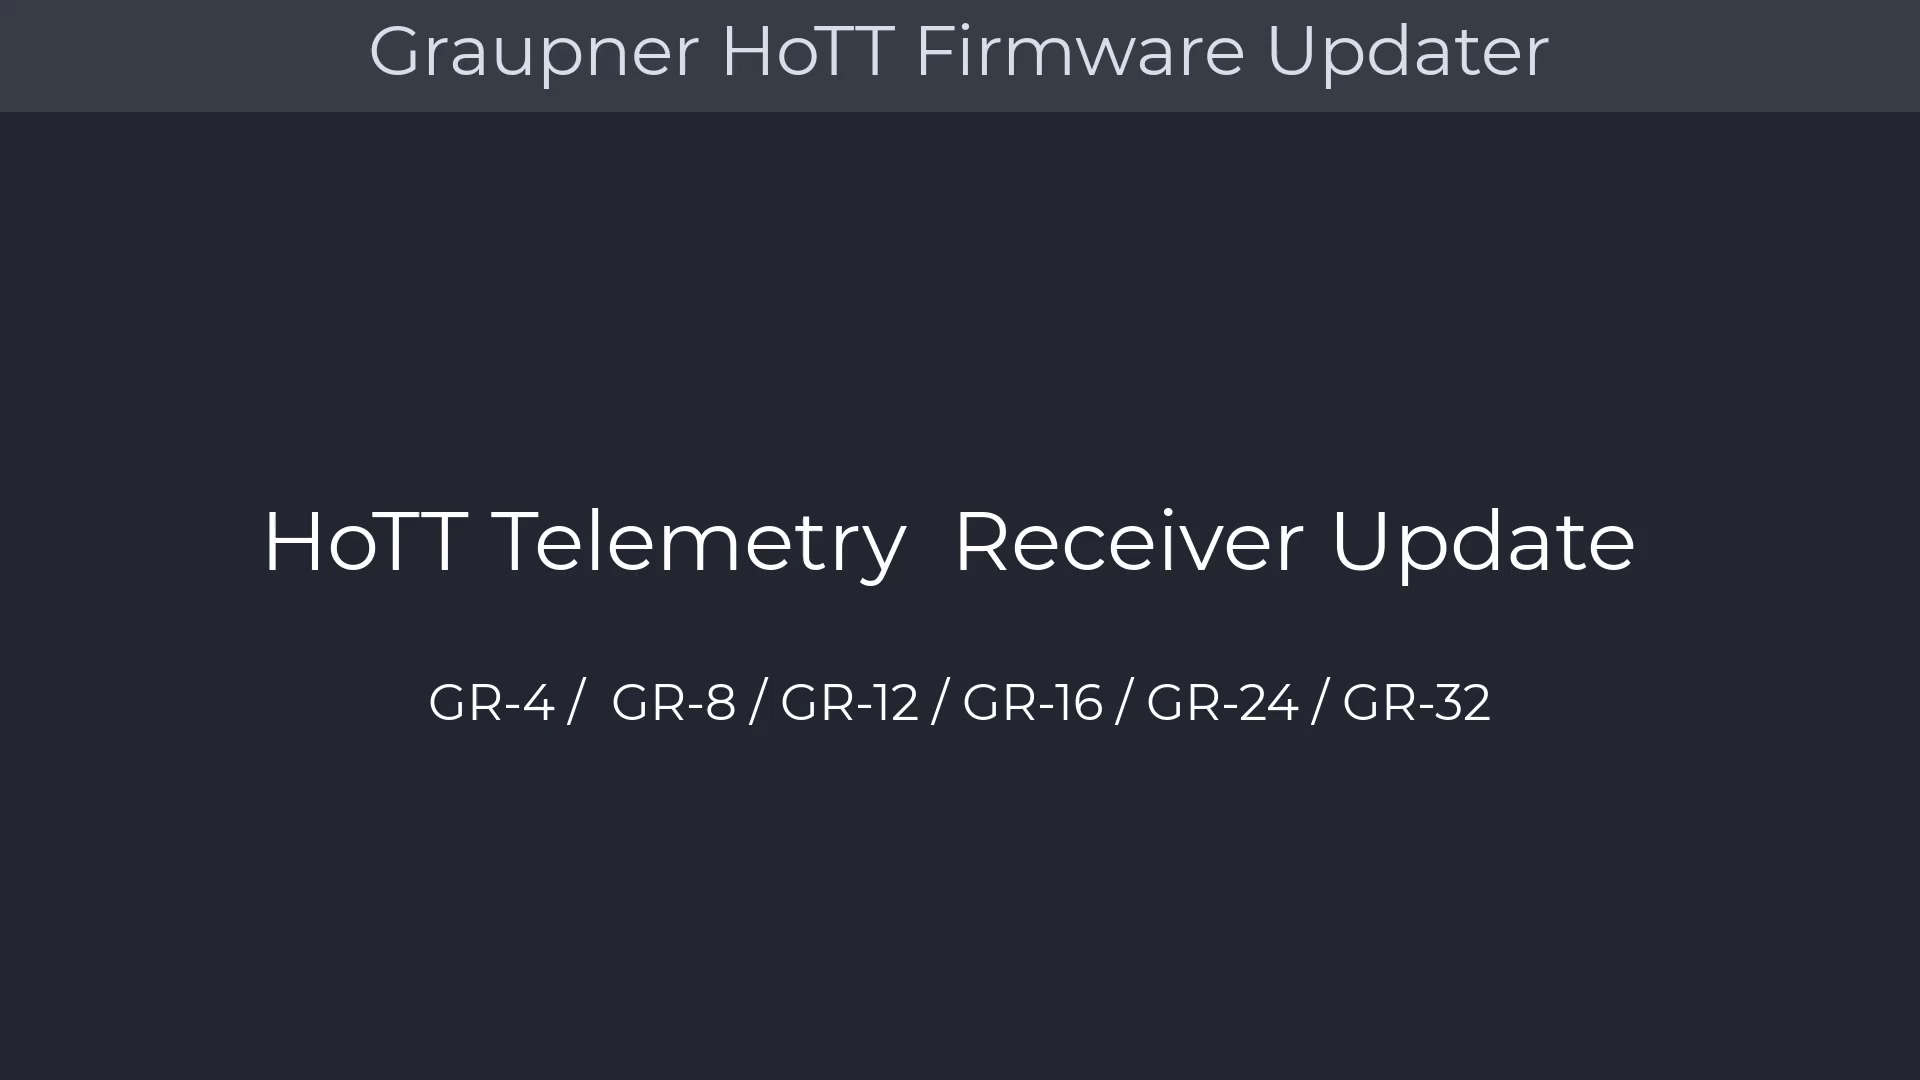 Graupner HoTT Firmware Updater
HoTT Telemetry  Receiver Update
GR-4 /  GR-8 / GR-12 / GR-16 / GR-24 / GR-32